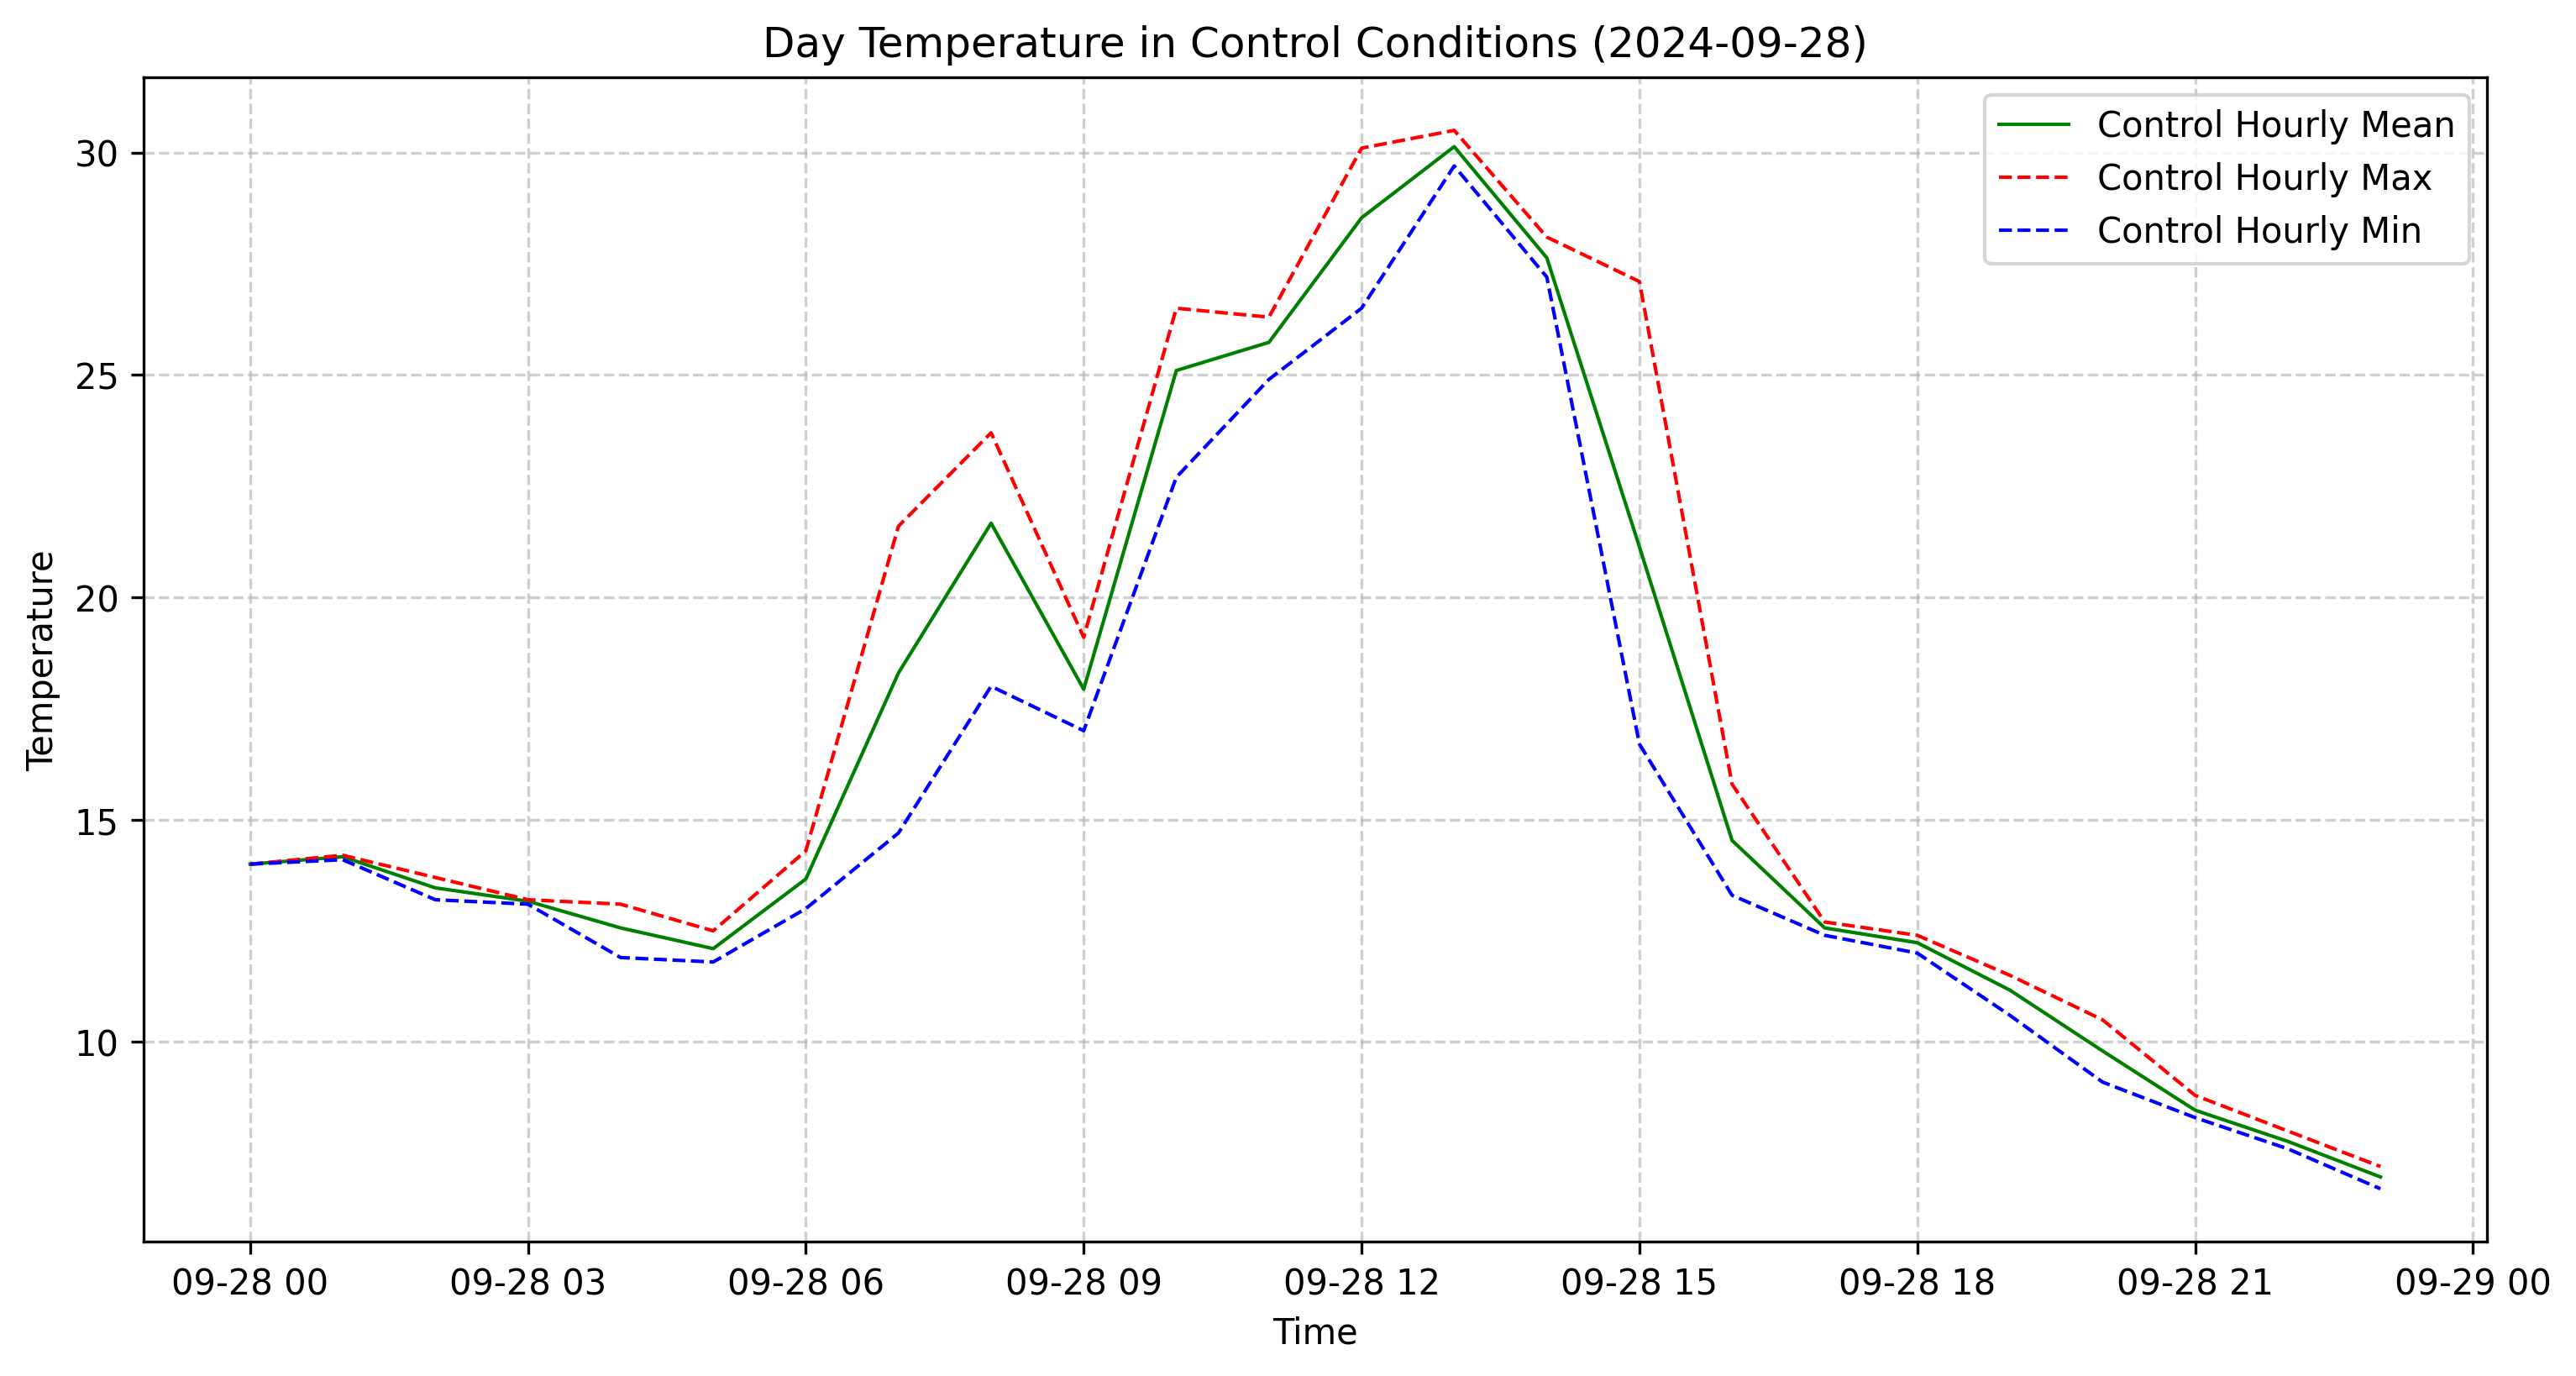 Day Temperature in Control Conditions (2024-09-28)
Control Hourly Mean
Control Hourly Max
Control Hourly Min
Temperature
30
25
20
15
10
09-28 00
09-28 03
09-28 06
09-28 09
09-28 12
09-28 15
09-28 18
09-28 21
09-29 00
Time